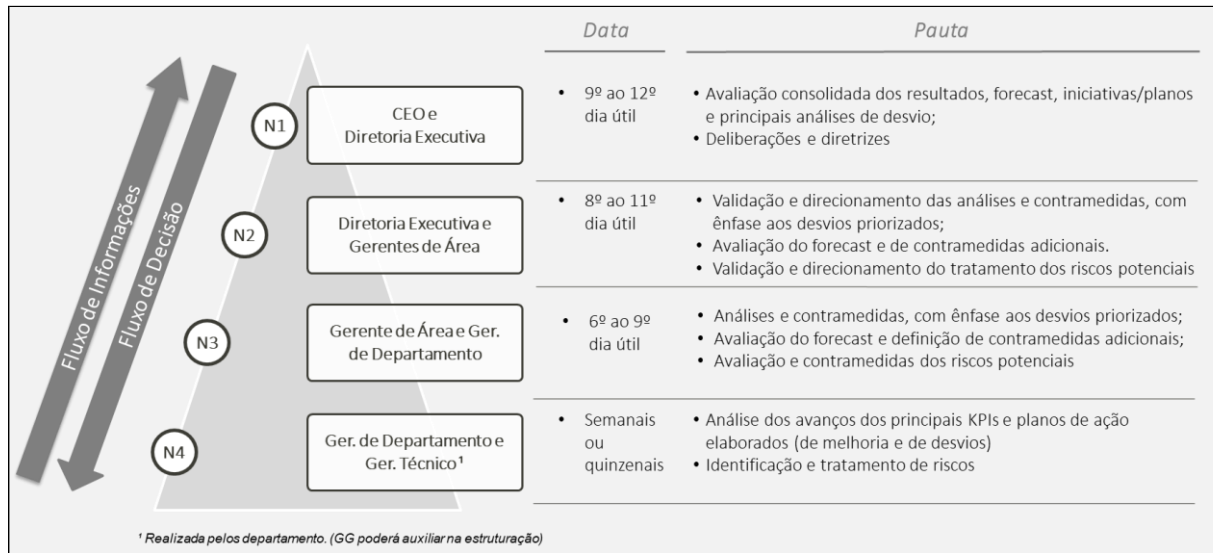 Data
Pauta
Fluxo de Informações
Fluxo de Decisão
N1
CEO e
Diretoria Executiva
• 9º ao 12º
dia útil
• Avaliação consolidada dos resultados, forecast, iniciativas/planos
e principais análises de desvio;
• Deliberações e diretrizes
N2
Diretoria Executiva e
Gerentes de Área
• 8º ao 11º
dia útil
• Validação e direcionamento das análises e contramedidas, com
ênfase aos desvios priorizados;
• Avaliação do forecast e de contramedidas adicionais.
• Validação e direcionamento do tratamento dos riscos potenciais
N3
Gerente de Área e Ger.
de Departamento
• 6º ao 9º
dia útil
• Análises e contramedidas, com ênfase aos desvios priorizados;
• Avaliação do forecast e definição de contramedidas adicionais;
• Avaliação e contramedidas dos riscos potenciais
N4
Ger. de Departamento e
Ger. Técnico¹
• Semanais
ou
quinzenais
• Análise dos avanços dos principais KPIs e planos de ação
elaborados (de melhoria e de desvios)
• Identificação e tratamento de riscos
¹ Realizada pelos departamento. (GG poderá auxiliar na estruturação)